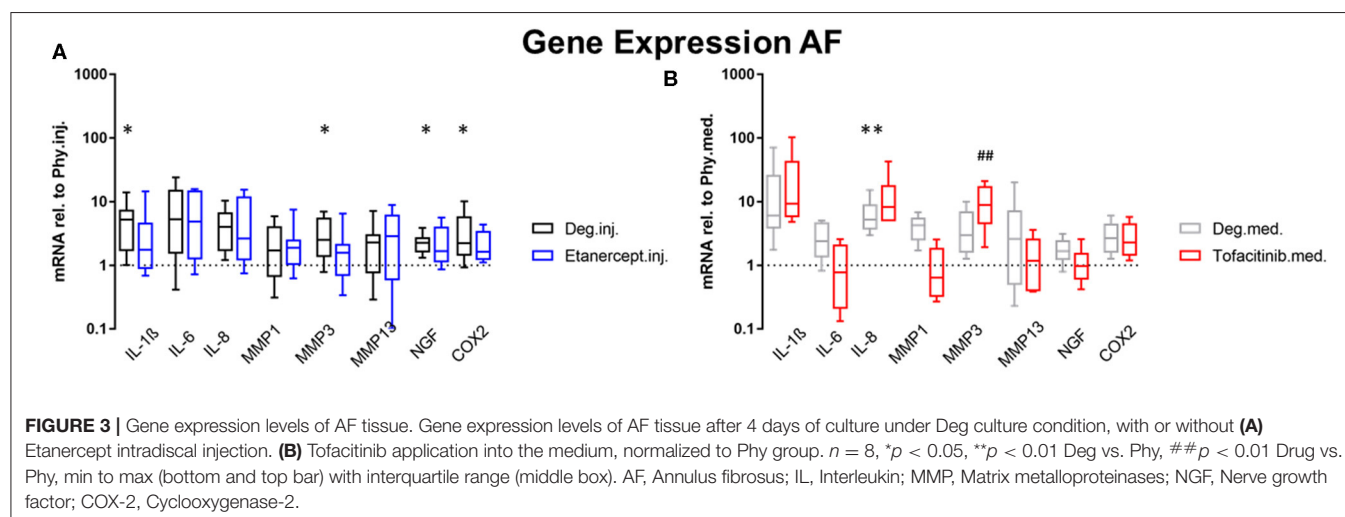 Gene Expression AF
A
mRNA rel. to Phy.inj.
1000
100
10
1
0.1
*
*
*
*
IL-1ß
IL-6
IL-8
MMP1
MMP3
MMP13
NGF
COX2
Deg.inj.
Etanercept.inj.
B
mRNA rel. to Phy.med.
1000
100
10
1
0.1
**
##
IL-1ß
IL-6
IL-8
MMP1
MMP3
MMP13
NGF
COX2
Deg.med.
Tofacitinib.med.
FIGURE 3 | Gene expression levels of AF tissue. Gene expression levels of AF tissue after 4 days of culture under Deg culture condition, with or without (A)
Etanercept intradiscal injection. (B) Tofacitinib application into the medium, normalized to Phy group. n = 8, *p < 0.05, **p < 0.01 Deg vs. Phy, ##p < 0.01 Drug vs.
Phy, min to max (bottom and top bar) with interquartile range (middle box). AF, Annulus fibrosus; IL, Interleukin; MMP, Matrix metalloproteinases; NGF, Nerve growth
factor; COX-2, Cyclooxygenase-2.